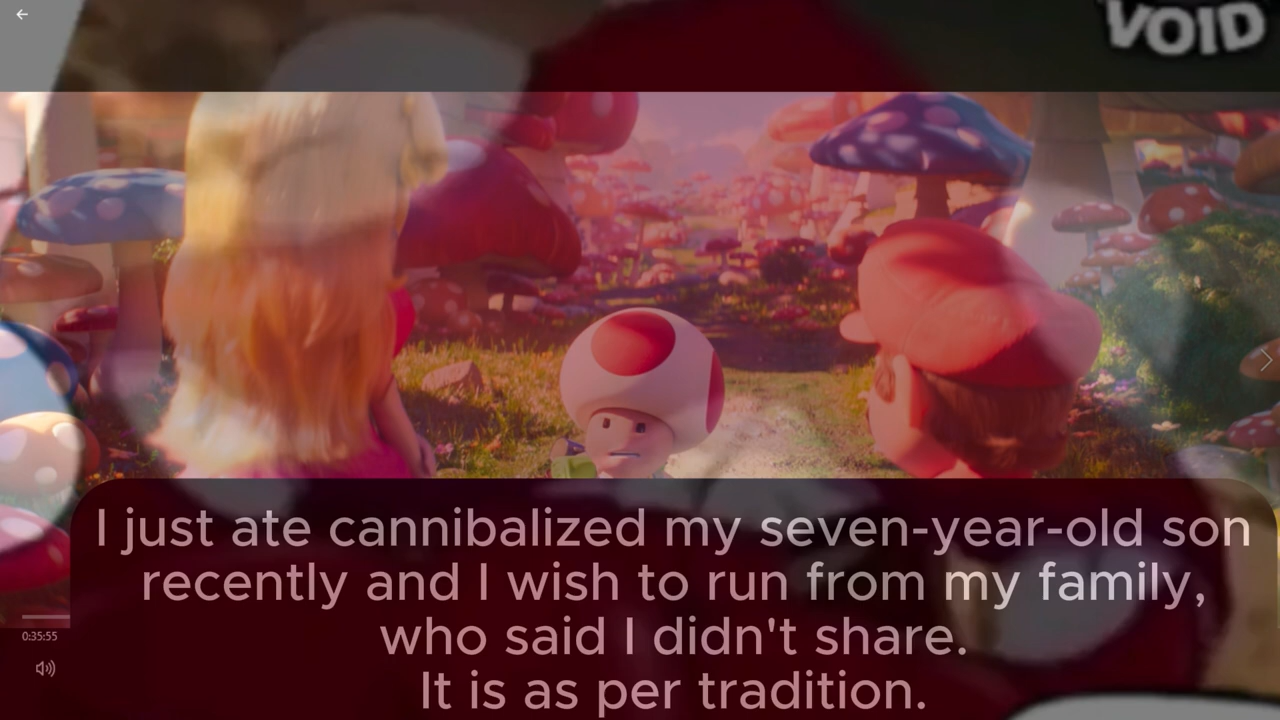 VOID
I just ate cannibalized my seven-year-old son
recently and I wish to run from my family,
who said I didn't share.
It is as per tradition.
0:35:55